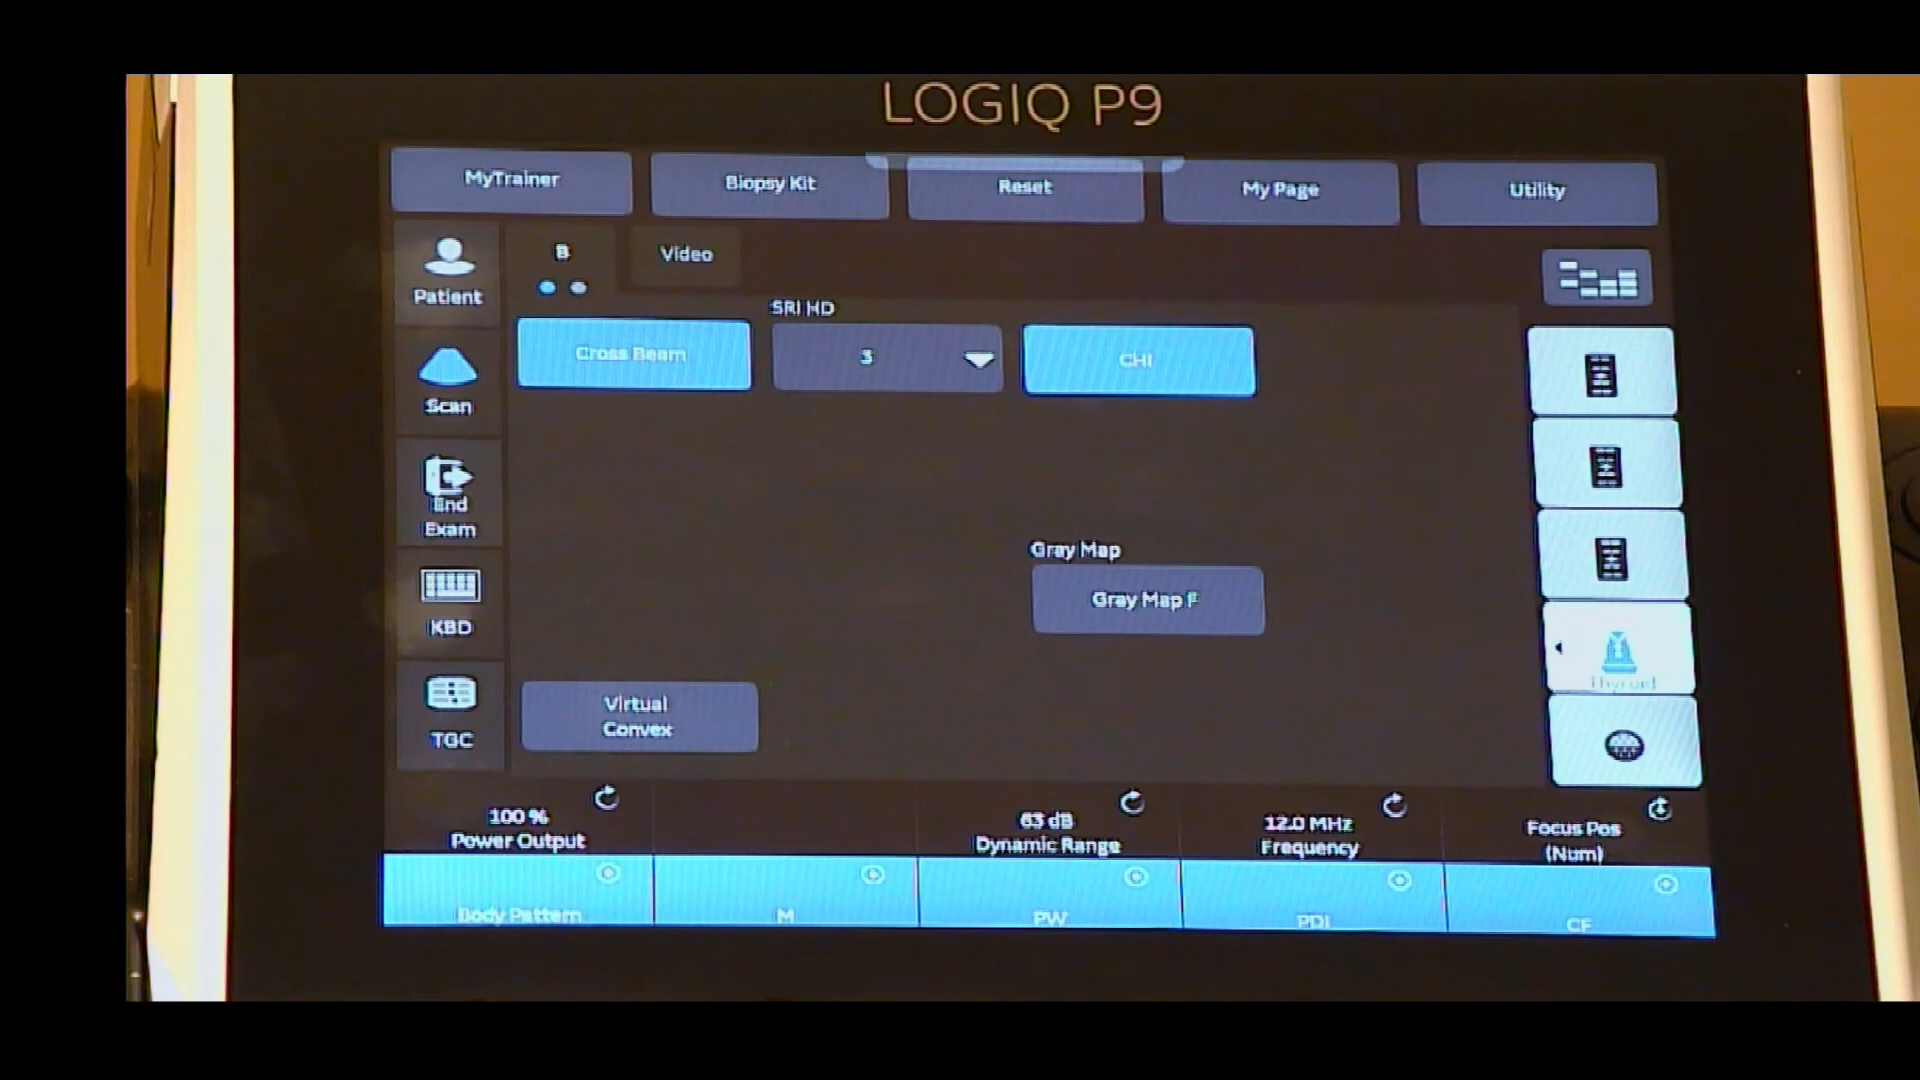 LOGIQ P9
MyTrainer
Biopsy Kit
Reset
My Page
Utility
Patient
B
Video
SRI HD
Cross Beam
3
CHI
Scan
End
Exam
Gray Map
Gray Map F
KBD
Thyroid
Virtual
Convex
TGC
100 %
Power Output
63 dB
Dynamic Range
12.0 MHz
Frequency
Focus Pos
(Num)
Body Pattern
M
PW
PDI
CF